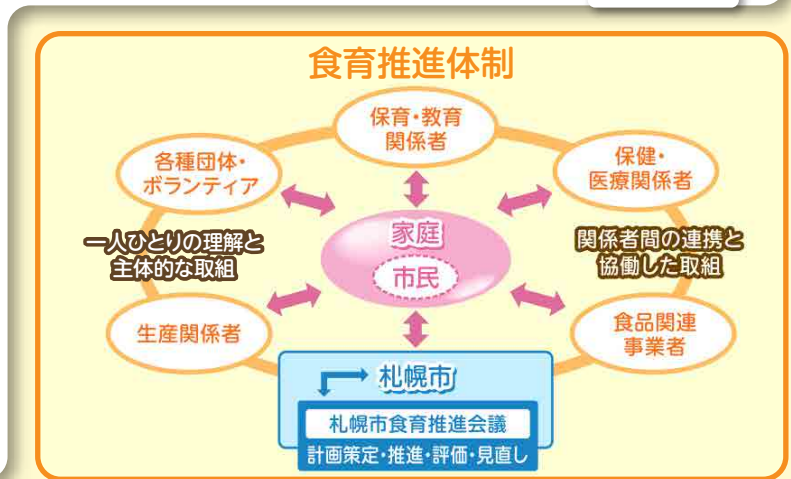 食育推進体制
保育・教育
関係者
各種団体・
ボランティア
保健・
医療関係者
一人ひとりの理解と
主体的な取組
家庭
市民
関係者間の連携と
協働した取組
生産関係者
食品関連
事業者
札幌市
札幌市食育推進会議
計画策定・推進・評価・見直し